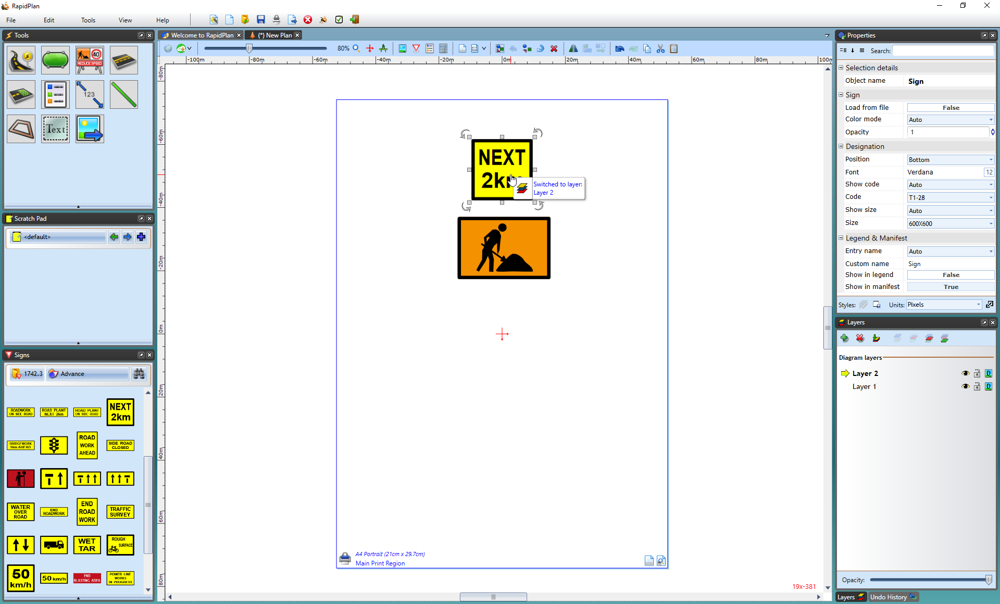 RapidPlan
File Edit Tools View Help
Tools
Welcome to RapidPlan
(*) New Plan
Properties
40
REDUCE SPEED
123
Text
80%
Search:
-100m -80m -60m -40m -20m 0m 20m 40m 60m 80m 100m
-80m
-60m
-40m
-20m
0m
20m
40m
60m
80m
Selection details
Object name Sign
Sign
Load from file False
Color mode Auto
Opacity 1
Designation
Position Bottom
Font Verdana 12
Show code Auto
Code T1-28
Show size Auto
Size 600X600
Legend & Manifest
Entry name Auto
Custom name Sign
Show in legend False
Show in manifest True
Styles: Units: Pixels
NEXT
2km
Switched to layer:
Layer 2
Scratch Pad
<default>
Signs
1742.3 Advance
ROADWORK
ON SIDE ROAD
ROAD PLANT
NEXT 2km
ROAD PLANT
ON SIDE ROAD
NEXT
2km
BRIDGEWORK
1km AHEAD
ROAD
WORK
AHEAD
SIDE ROAD
CLOSED
WATER
OVER
ROAD
END
ROADWORK
END
ROAD
WORK
TRAFFIC
SURVEY
WET
TAR
ROUGH
SURFACE
50
km/h
50 km/h
END
BLASTING AREA
POWER LINE
WORKS
IN PROGRESS
A4 Portrait (21cm x 29.7cm)
Main Print Region
19x-381
Layers
Diagram layers
Layer 2 D
Layer 1 D
Opacity:
Layers Undo History